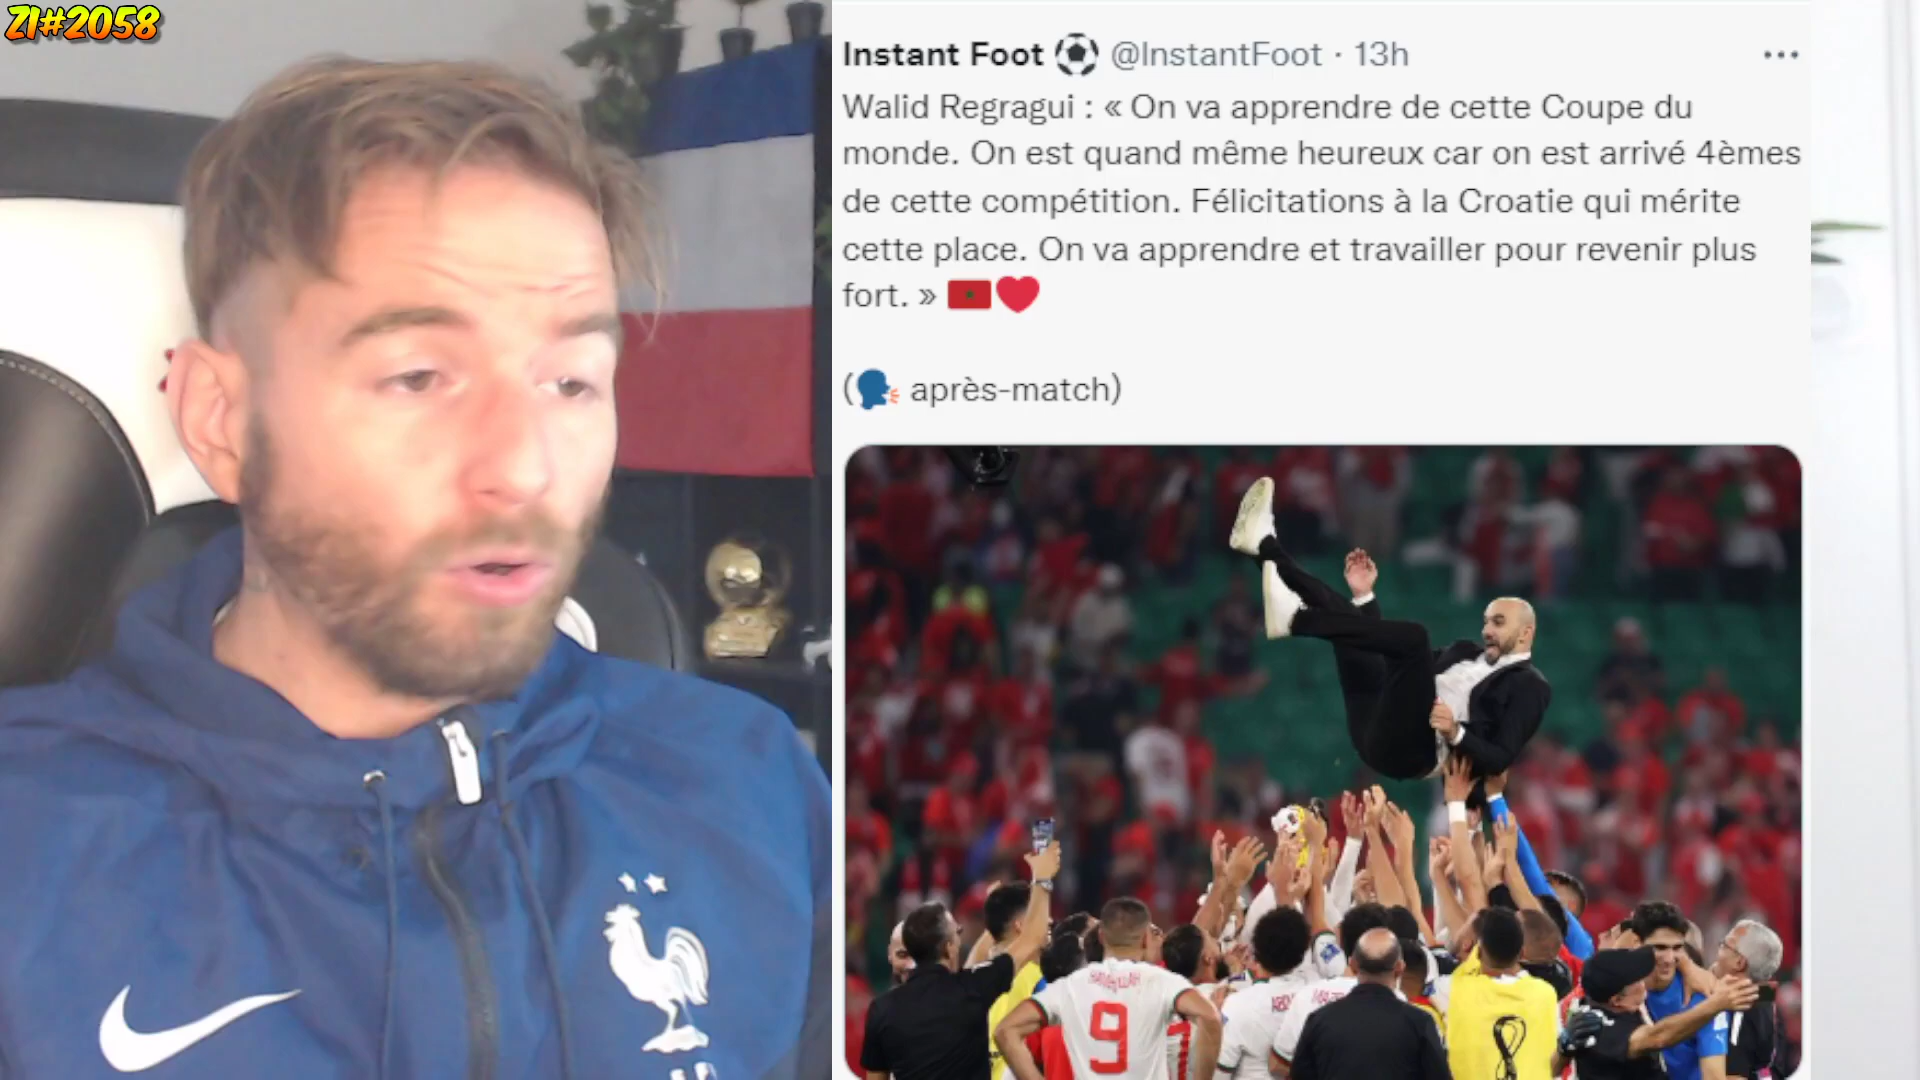 ZI#2058
Instant Foot ⚽ @InstantFoot · 13h
Walid Regragui : « On va apprendre de cette Coupe du
monde. On est quand même heureux car on est arrivé 4èmes
de cette compétition. Félicitations à la Croatie qui mérite
cette place. On va apprendre et travailler pour revenir plus
fort. » 🇲🇦❤️
(🗣️ après-match)
9